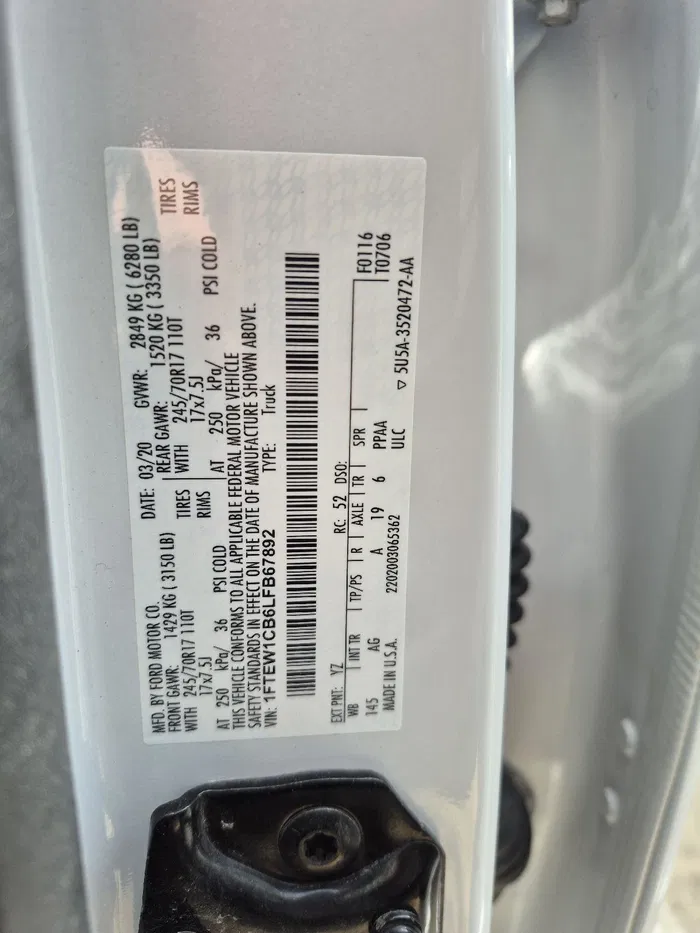 MFD. BY FORD MOTOR CO. DATE: 03/20 GVWR: 2849 KG ( 6280 LB)
FRONT GAWR: 1429 KG ( 3150 LB) REAR GAWR: 1520 KG ( 3350 LB)
WITH 245/70R17 110T TIRES WITH 245/70R17 110T TIRES
17x7.5J RIMS 17x7.5J RIMS
AT 250 kPa/ 36 PSI COLD AT 250 kPa/ 36 PSI COLD
THIS VEHICLE CONFORMS TO ALL APPLICABLE FEDERAL MOTOR VEHICLE
SAFETY STANDARDS IN EFFECT ON THE DATE OF MANUFACTURE SHOWN ABOVE.
VIN: 1FTEW1CB6LFB67892 TYPE: Truck
EXT PNT: YZ RC: 52 DSO: F0116
WB INT TR TP/PS R AXLE TR SPR T0706
145 AG A 19 6 PPAA
ULC
MADE IN U.S.A. 2202003065362 ▽ 5U5A-3520472-AA